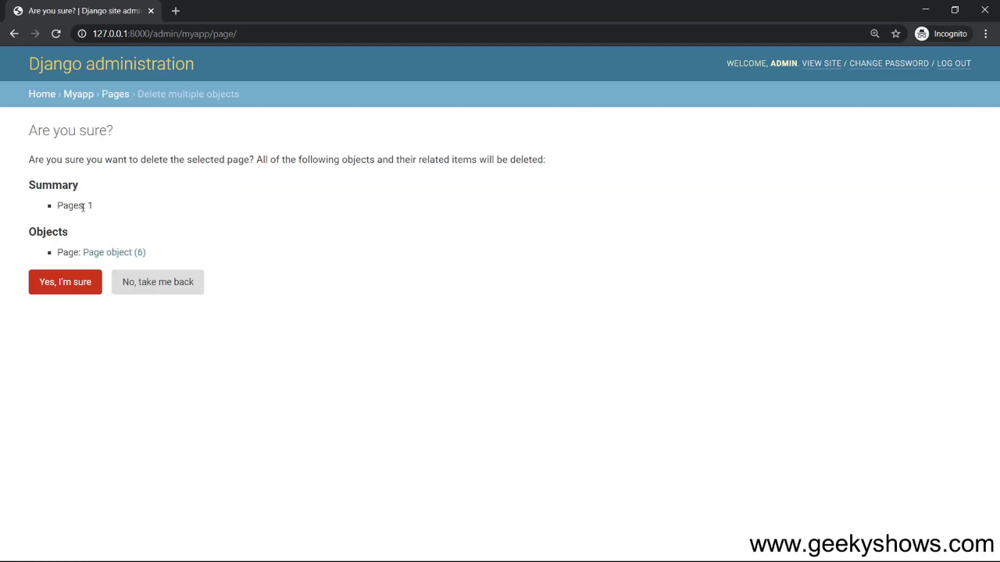 Are you sure? | Django site admi
127.0.0.1:8000/admin/myapp/page/
Incognito
Django administration
WELCOME, ADMIN. VIEW SITE / CHANGE PASSWORD / LOG OUT
Home › Myapp › Pages › Delete multiple objects
Are you sure?
Are you sure you want to delete the selected page? All of the following objects and their related items will be deleted:
Summary
Pages: 1
Objects
Page: Page object (6)
Yes, I'm sure
No, take me back
www.geekyshows.com